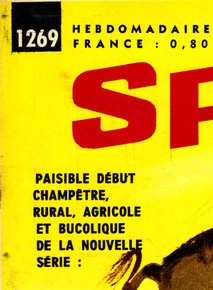 1269
HEBDOMADAIRE
FRANCE : 0,80
SP
PAISIBLE DÉBUT
CHAMPÊTRE,
RURAL, AGRICOLE
ET BUCOLIQUE
DE LA NOUVELLE
SÉRIE :